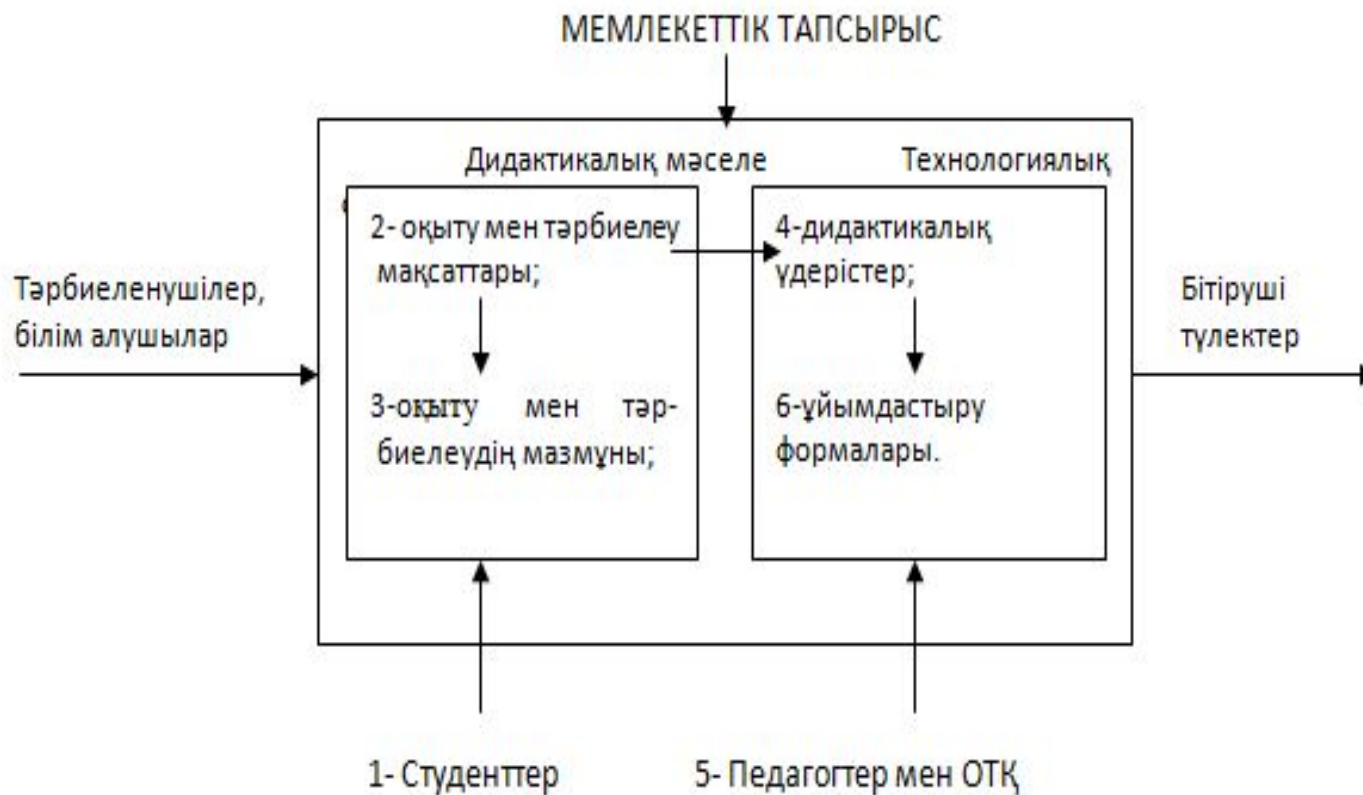 МЕМЛЕКЕТТІК ТАПСЫРЫС
Дидактикалық мәселе Технологиялық
2- оқыту мен тәрбиелеу
мақсаттары;
3-оқыту мен тәр-
биелеудің мазмұны;
4-дидактикалық
үдерістер;
6-ұйымдастыру
формалары.
Тәрбиеленушілер,
білім алушылар
Бітіруші
түлектер
1- Студенттер
5- Педагогтер мен ОТҚ